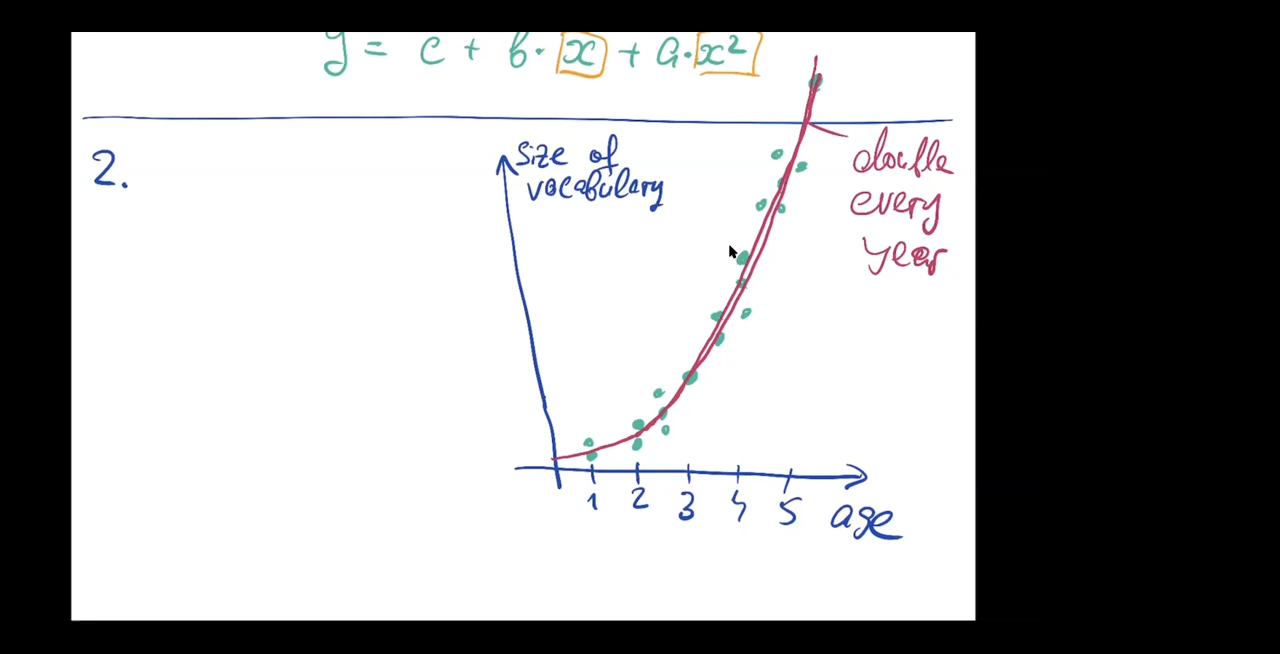 y = c + b · x + a · x²
2.
size of
vocabulary
double
every
year
1 2 3 4 5
age